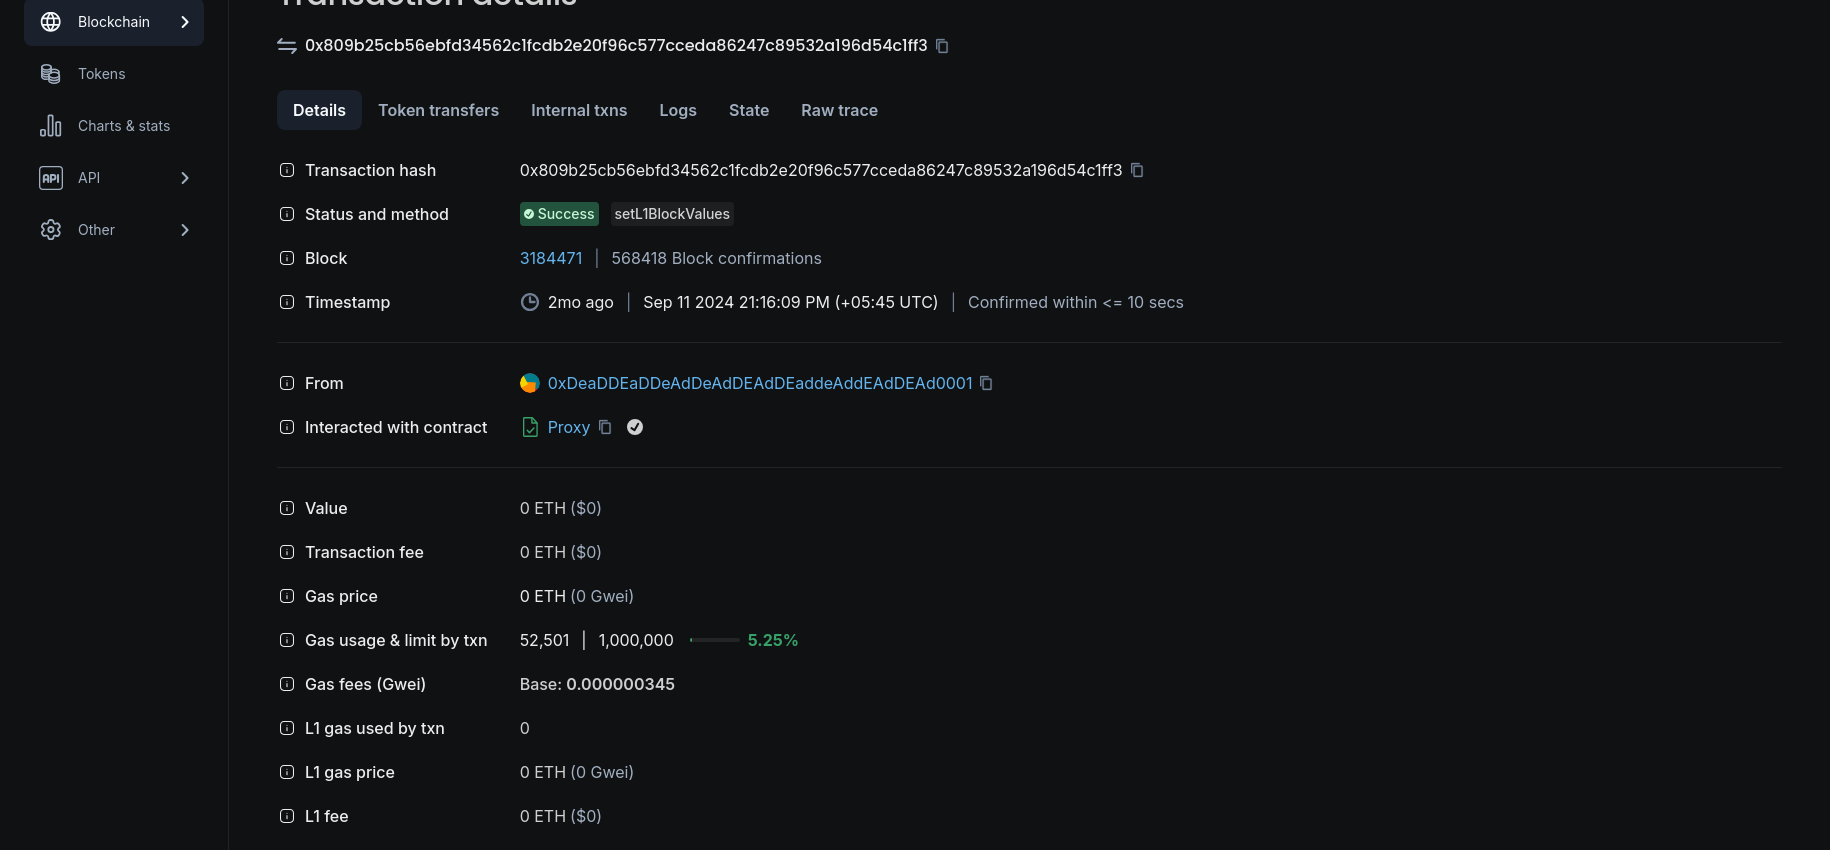 Transaction details
Blockchain
Tokens
Charts & stats
API API
Other
0x809b25cb56ebfd34562c1fcdb2e20f96c577cceda86247c89532a196d54c1ff3
Details Token transfers Internal txns Logs State Raw trace
Transaction hash 0x809b25cb56ebfd34562c1fcdb2e20f96c577cceda86247c89532a196d54c1ff3
Status and method Success setL1BlockValues
Block 3184471 | 568418 Block confirmations
Timestamp 2mo ago | Sep 11 2024 21:16:09 PM (+05:45 UTC) | Confirmed within <= 10 secs
From 0xDeaDDEaDDeAdDeAdDEAdDEaddeAddEAdDEAd0001
Interacted with contract Proxy
Value 0 ETH ($0)
Transaction fee 0 ETH ($0)
Gas price 0 ETH (0 Gwei)
Gas usage & limit by txn 52,501 | 1,000,000 5.25%
Gas fees (Gwei) Base: 0.000000345
L1 gas used by txn 0
L1 gas price 0 ETH (0 Gwei)
L1 fee 0 ETH ($0)